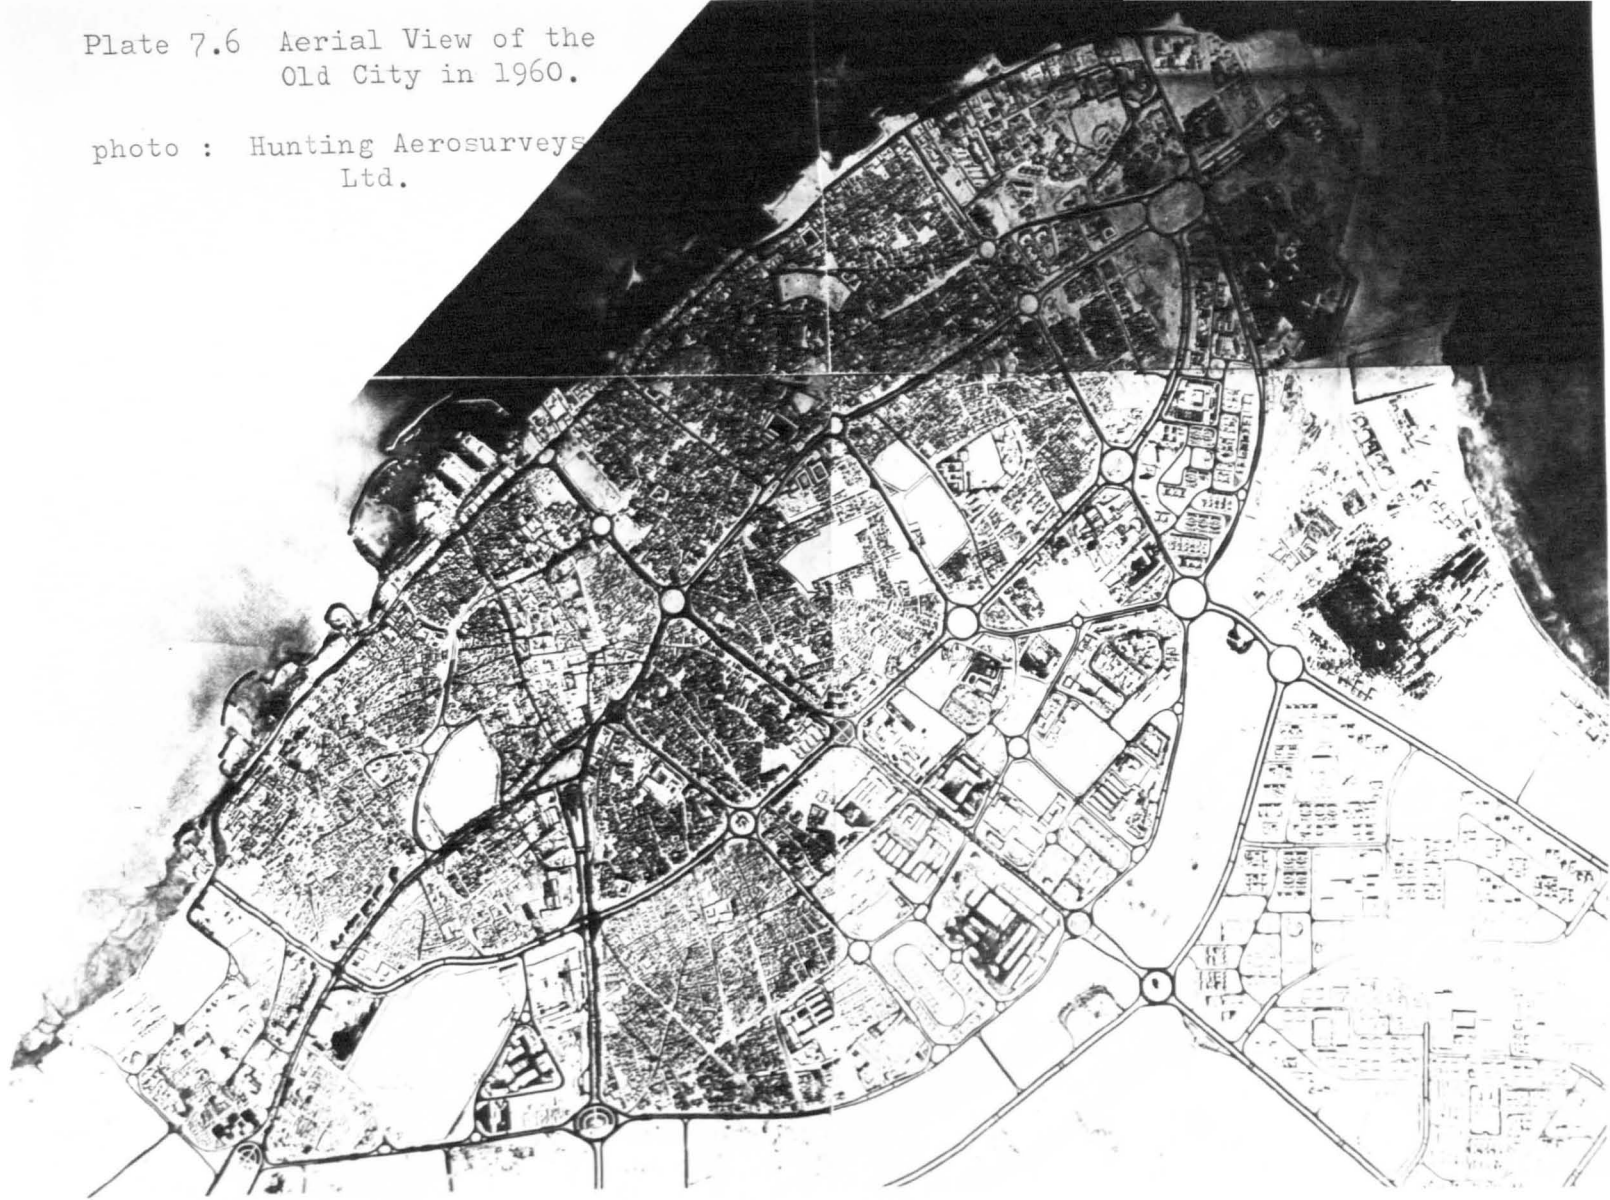 Plate 7.6 Aerial View of the
Old City in 1960.
photo : Hunting Aerosurveys
Ltd.